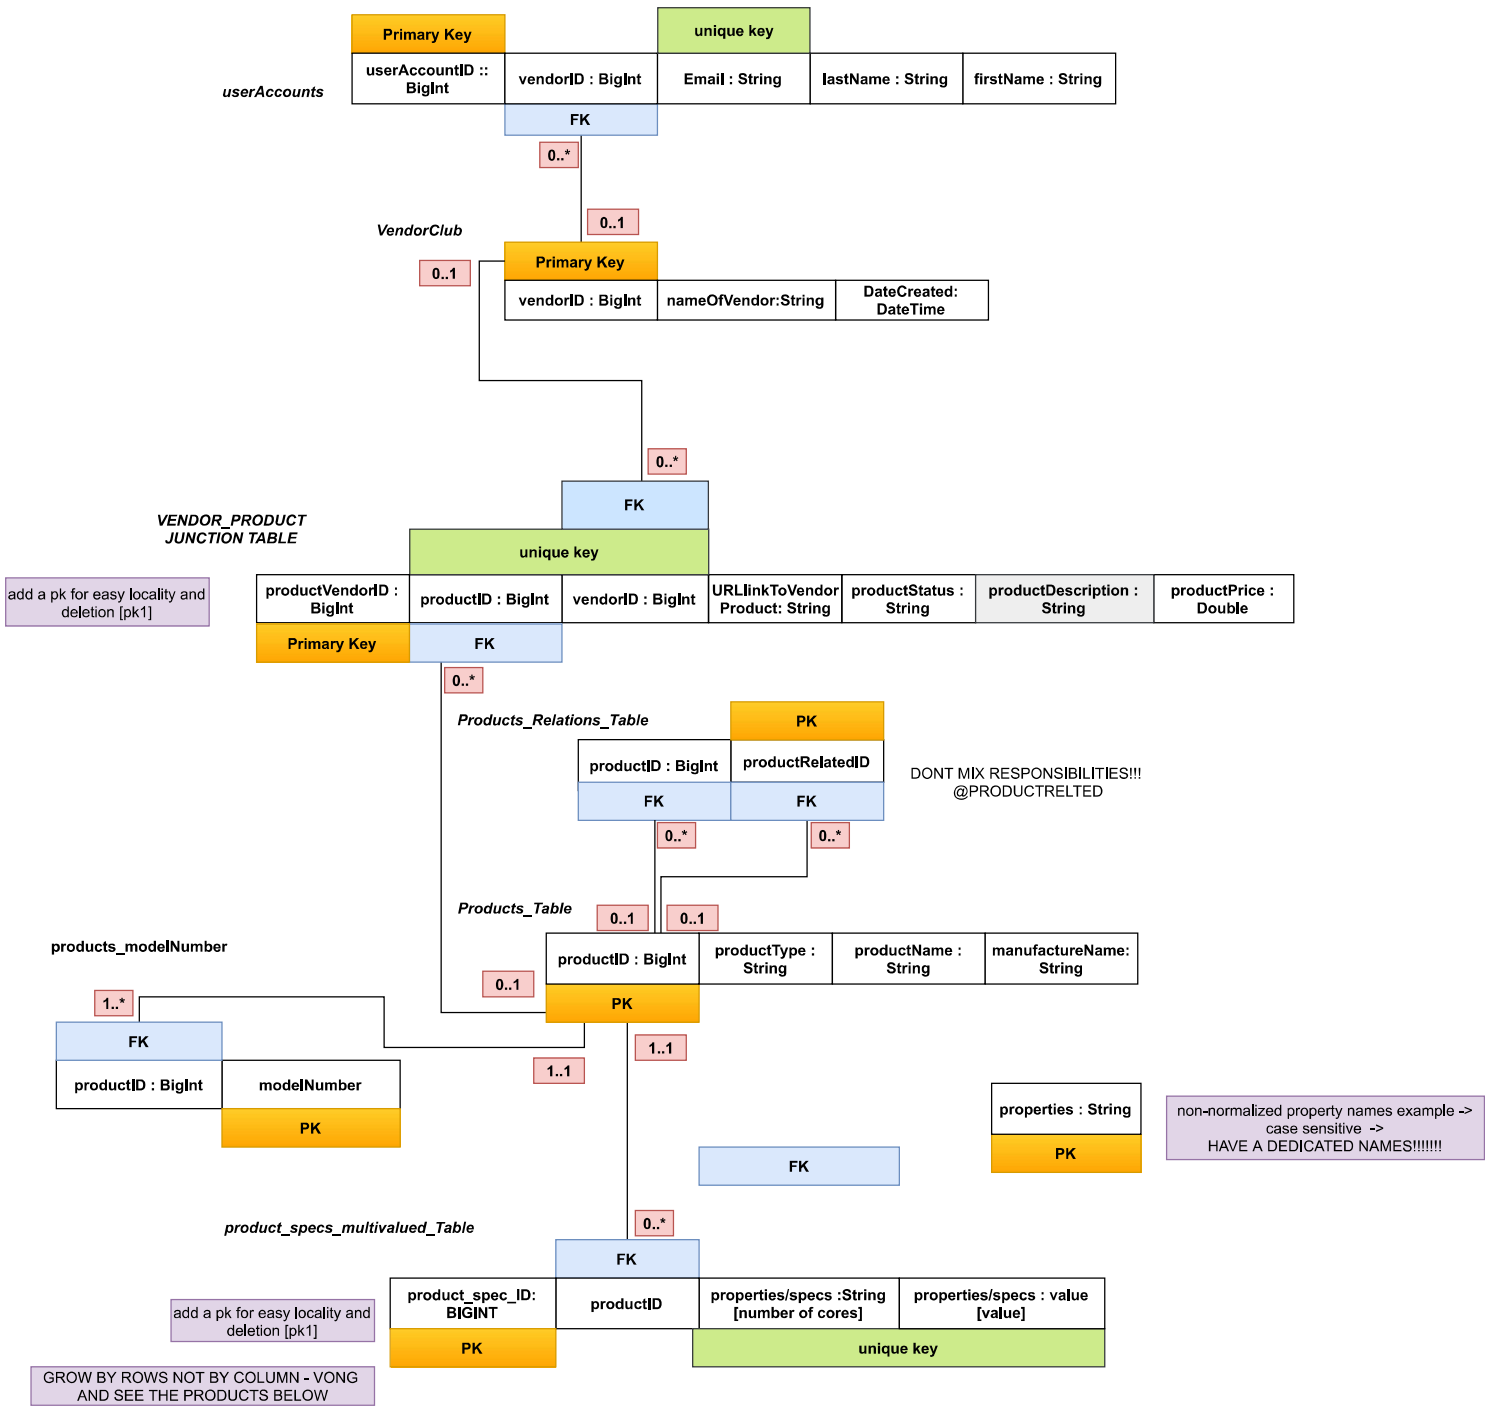 Primary Key
unique key
userAccounts
userAccountID ::
BigInt
vendorID : BigInt
Email : String
lastName : String
firstName : String
FK
0..*
0..1
VendorClub
0..1
Primary Key
vendorID : BigInt
nameOfVendor:String
DateCreated:
DateTime
0..*
FK
VENDOR_PRODUCT
JUNCTION TABLE
unique key
add a pk for easy locality and
deletion [pk1]
productVendorID :
BigInt
productID : BigInt
vendorID : BigInt
URLlinkToVendor
Product: String
productStatus :
String
productDescription :
String
productPrice :
Double
Primary Key
FK
0..*
Products_Relations_Table
PK
productID : BigInt
productRelatedID
FK
FK
DONT MIX RESPONSIBILITIES!!!
@PRODUCTRELTED
0..*
0..*
Products_Table
0..1
0..1
products_modelNumber
productID : BigInt
productType :
String
productName :
String
manufactureName:
String
0..1
PK
1..*
FK
1..1
1..1
productID : BigInt
modelNumber
PK
properties : String
PK
non-normalized property names example ->
case sensitive ->
HAVE A DEDICATED NAMES!!!!!!!
FK
product_specs_multivalued_Table
0..*
FK
add a pk for easy locality and
deletion [pk1]
product_spec_ID:
BIGINT
productID
properties/specs :String
[number of cores]
properties/specs : value
[value]
PK
unique key
GROW BY ROWS NOT BY COLUMN - VONG
AND SEE THE PRODUCTS BELOW